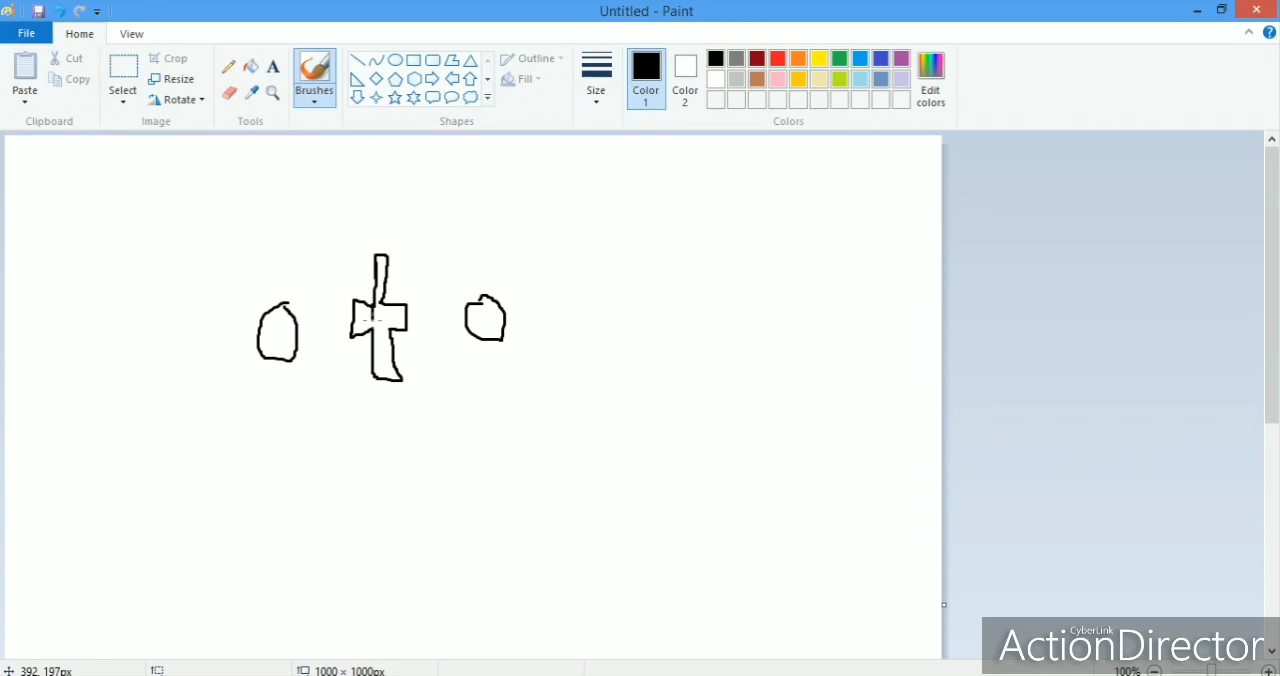 Untitled - Paint
File
Home
View
Paste
Cut
Copy
Clipboard
Select
Crop
Resize
Rotate
Image
A
Tools
Brushes
Shapes
Outline
Fill
Size
Color 1
Color 2
Edit colors
Colors
CyberLink
ActionDirector
392, 197px
1000 × 1000px
100%